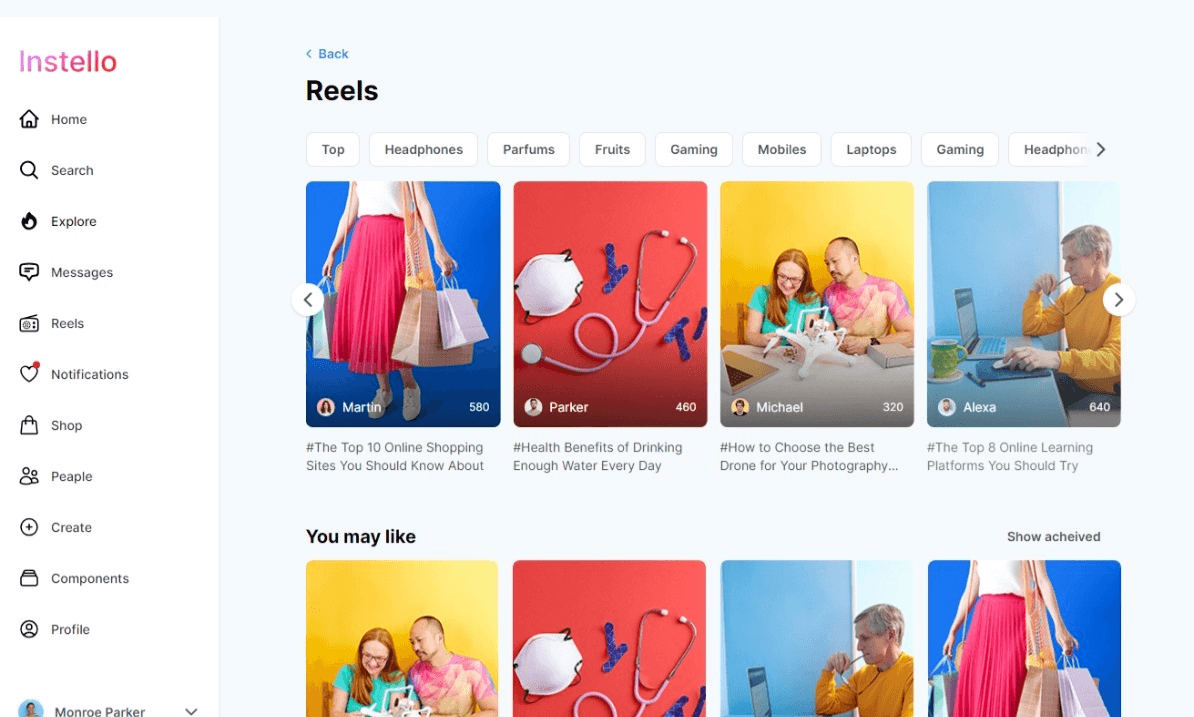 Instello
Home
Search
Explore
Messages
Reels
Notifications
Shop
Peaple
Create
Components
Profile
Monroe Parker
Back
Reels
Top
Headphones
Parfums
Fruits
Gaming
Mobiles
Laptops
Gaming
Martin 580
Parker 460
Michael 320
Alexa 640
#The Top 10 Online Shopping
Sites You Should Know About
#Health Benefits of Drinking
Enough Water Every Day
#How to Choose the Best
Drone for Your Photography...
#The Top 8 Online Learning
Platforms You Should Try
You may like
Show acheived